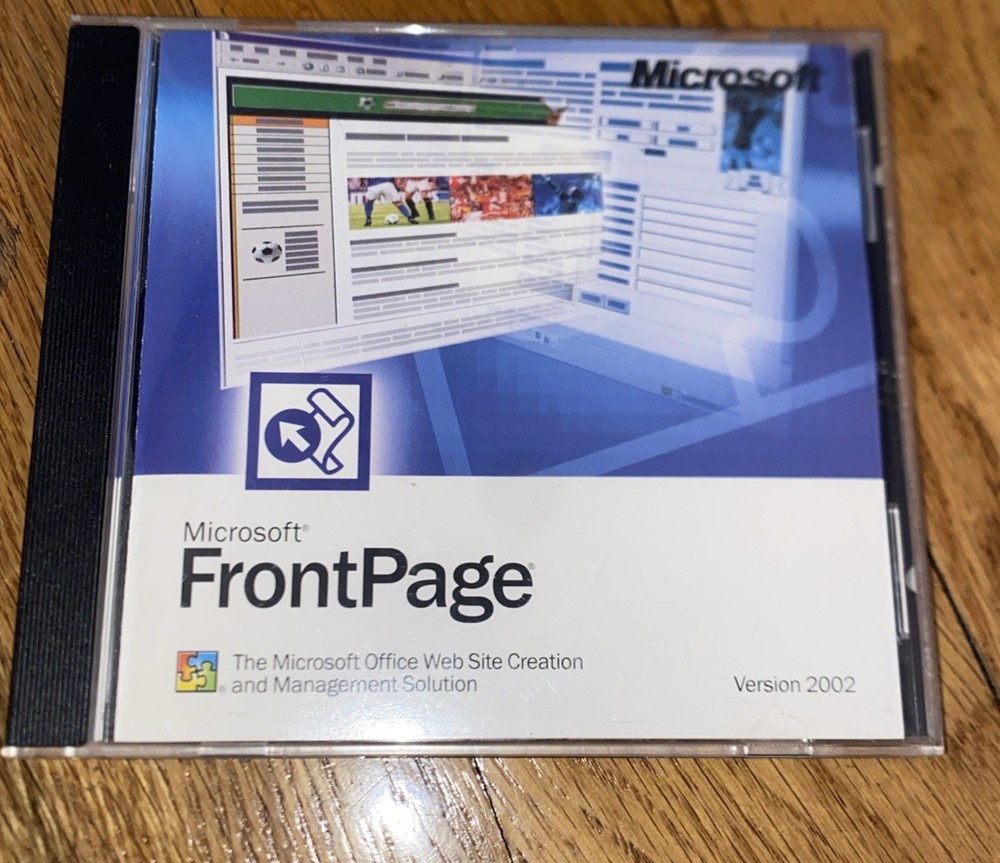 Microsoft
Microsoft®
FrontPage®
The Microsoft Office Web Site Creation
® and Management Solution
Version 2002